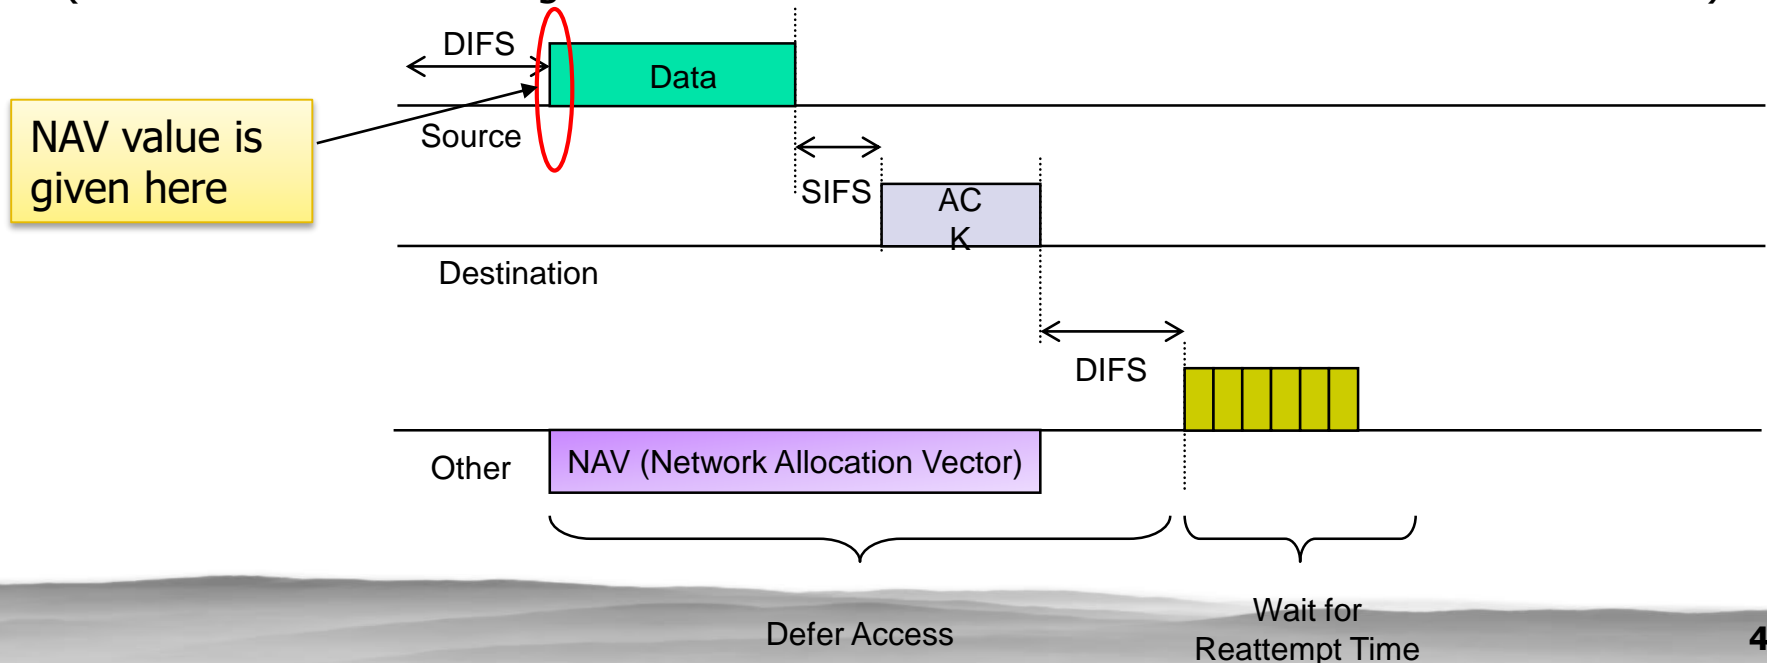 DIFS
Data
NAV value is
given here
Source
SIFS
AC
K
Destination
DIFS
Other
NAV (Network Allocation Vector)
Defer Access
Wait for
Reattempt Time
4